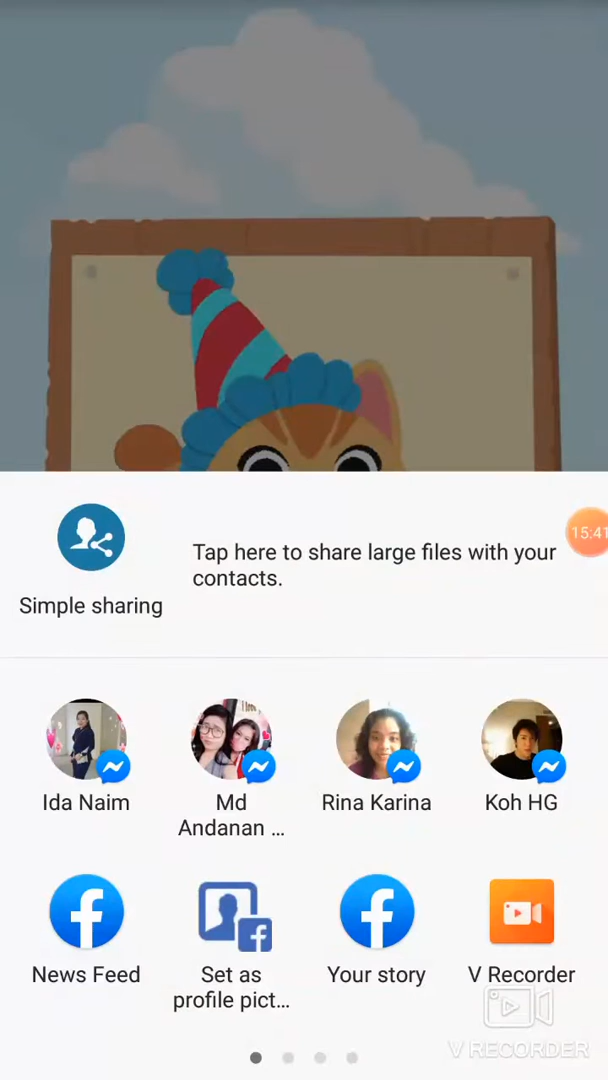 Tap here to share large files with your
contacts.
15:41
Simple sharing
Ida Naim
Md
Andanan ...
Rina Karina
Koh HG
News Feed
Set as
profile pict...
Your story
V Recorder
V RECORDER